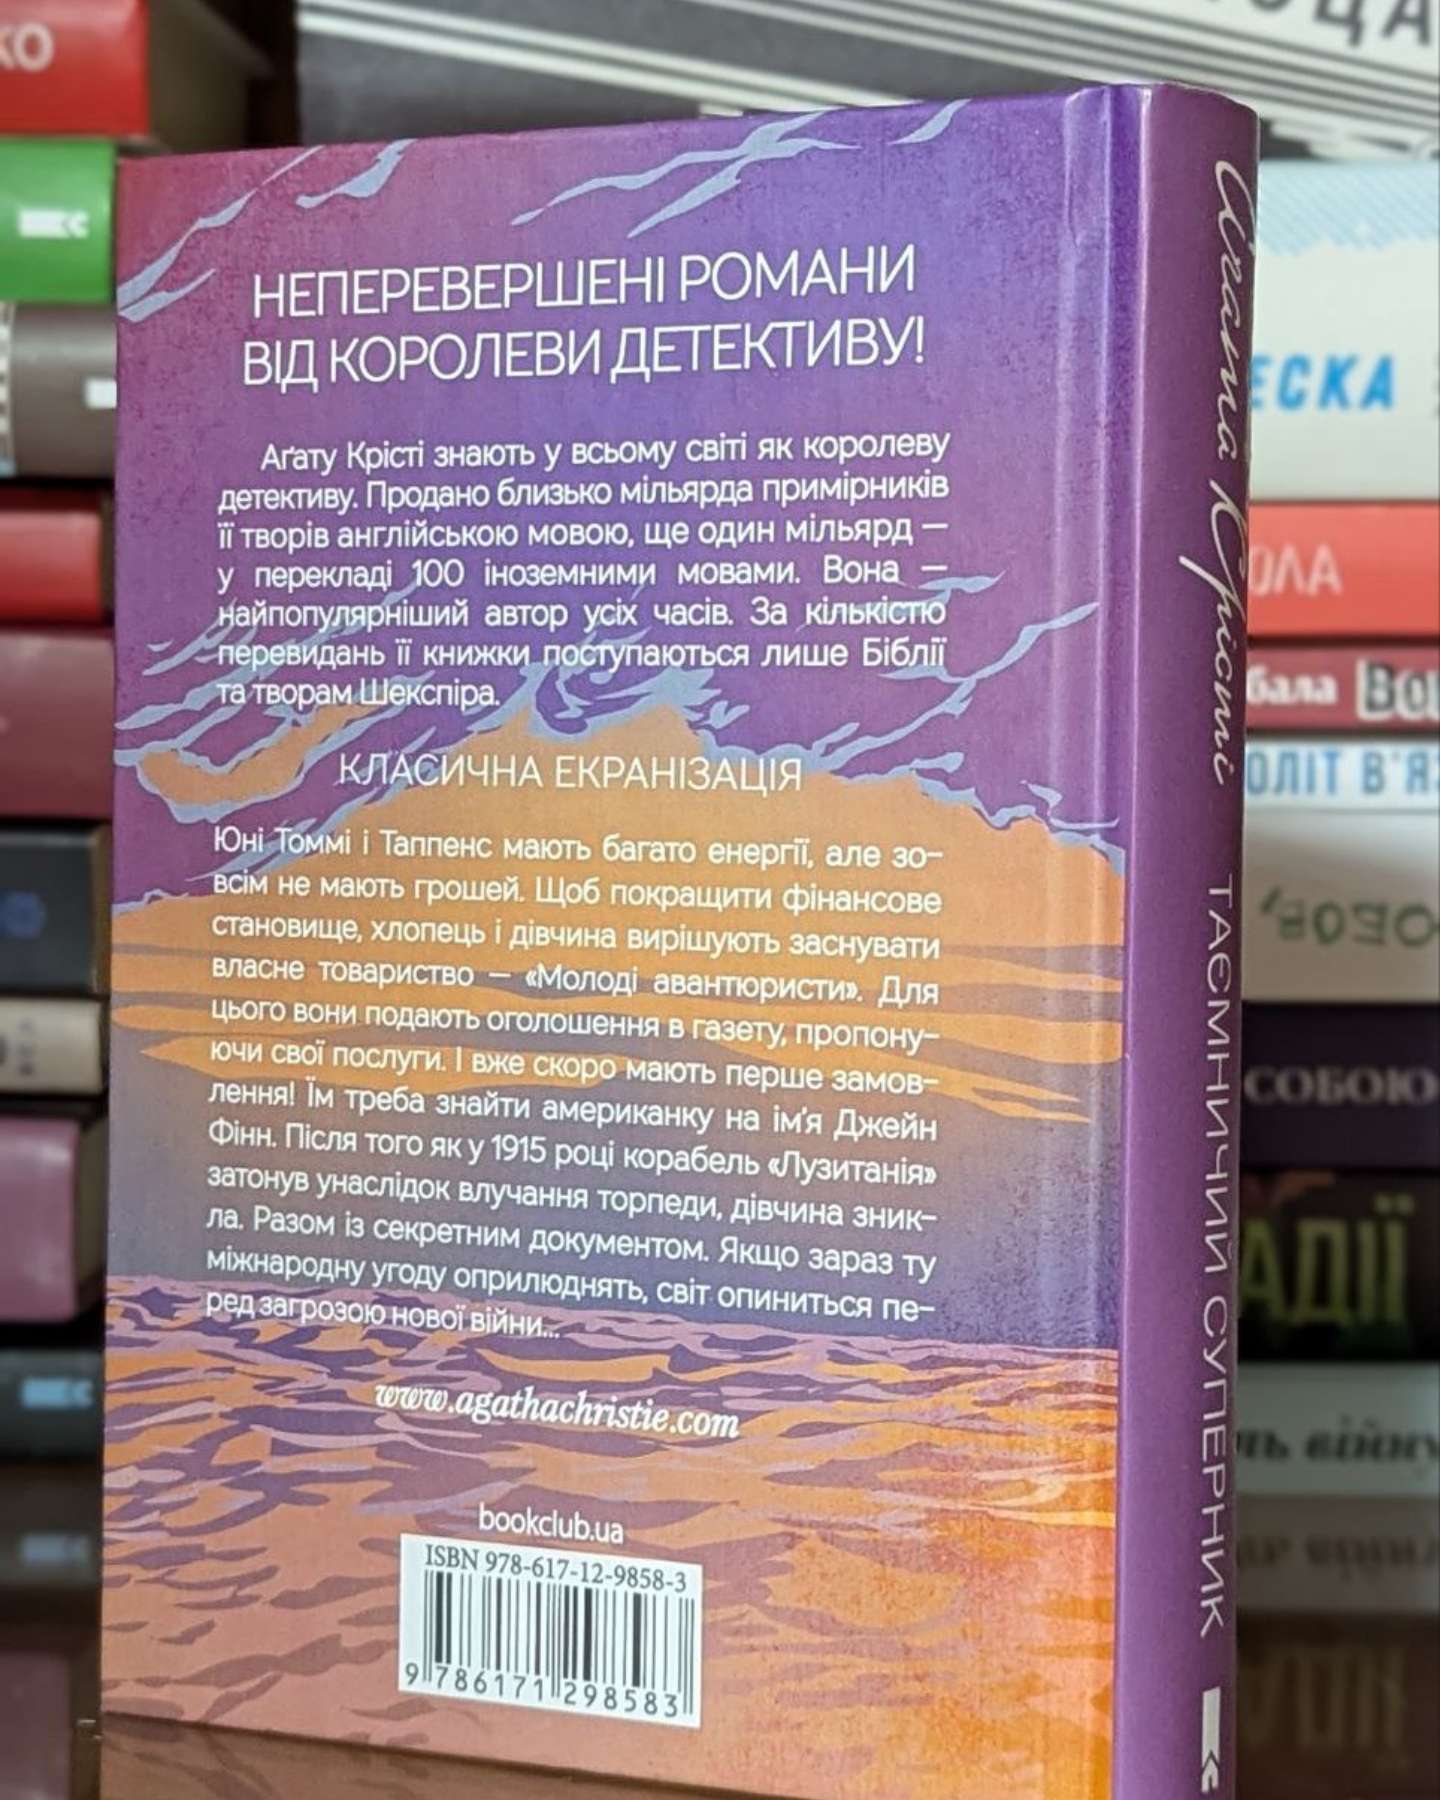 НЕПЕРЕВЕРШЕНІ РОМАНИ
ВІД КОРОЛЕВИ ДЕТЕКТИВУ!
Аґату Крісті знають у всьому світі як королеву
детективу. Продано близько мільярда примірників
її творів англійською мовою, ще один мільярд —
у перекладі 100 іноземними мовами. Вона —
найпопулярніший автор усіх часів. За кількістю
перевидань її книжки поступаються лише Біблії
та творам Шекспіра.
КЛАСИЧНА ЕКРАНІЗАЦІЯ
Юні Томмі і Таппенс мають багато енергії, але зо-
всім не мають грошей. Щоб покращити фінансове
становище, хлопець і дівчина вирішують заснувати
власне товариство — «Молоді авантюристи». Для
цього вони подають оголошення в газету, пропону-
ючи свої послуги. І вже скоро мають перше замов-
лення! Їм треба знайти американку на ім'я Джейн
Фінн. Після того як у 1915 році корабель «Лузитанія»
затонув унаслідок влучання торпеди, дівчина зник-
ла. Разом із секретним документом. Якщо зараз ту
міжнародну угоду оприлюднять, світ опиниться пе-
ред загрозою нової війни...
www.agathachristie.com
bookclub.ua
ISBN 978-617-12-9858-3
9 786171 298583
Аґата Крісті ТАЄМНИЧИЙ СУПЕРНИК
КО
ЕСКА
ОЛА
бала
ОЛІТ В'ЯЗ
СОБОЮ
АДІЇ
ть війну